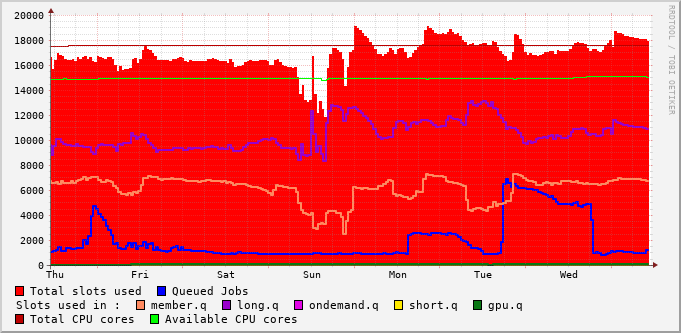 20000
18000
16000
14000
12000
10000
8000
6000
4000
2000
0
Thu Fri Sat Sun Mon Tue Wed
RRDTOOL / TOBI OETIKER
Total slots used Queued Jobs
Slots used in : member.q long.q ondemand.q short.q gpu.q
Total CPU cores Available CPU cores